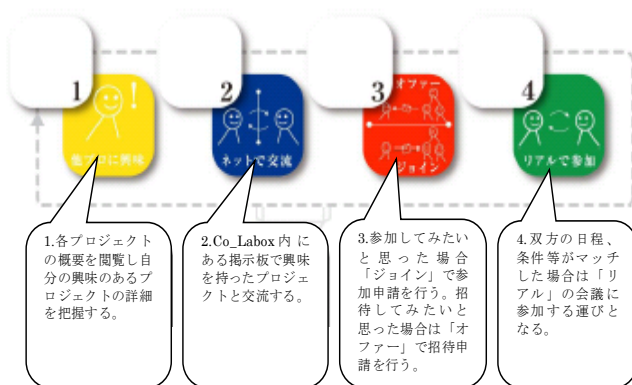 1
2
3
4
!
他プロに興味
ネットで交流
オファー
ジョイン
リアルで参加
1.各プロジェクト
の概要を閲覧し自
分の興味のあるプ
ロジェクトの詳細
を把握する。
2.Co_Labox 内に
ある掲示板で興味
を持ったプロジェ
クトと交流する。
3.参加してみたい
と思った場合
「ジョイン」で参
加申請を行う。招
待してみたいと
思った場合は「オ
ファー」で招待申
請を行う。
4.双方の日程、
条件等がマッチ
した場合は「リ
アル」の会議に
参加する運びと
なる。